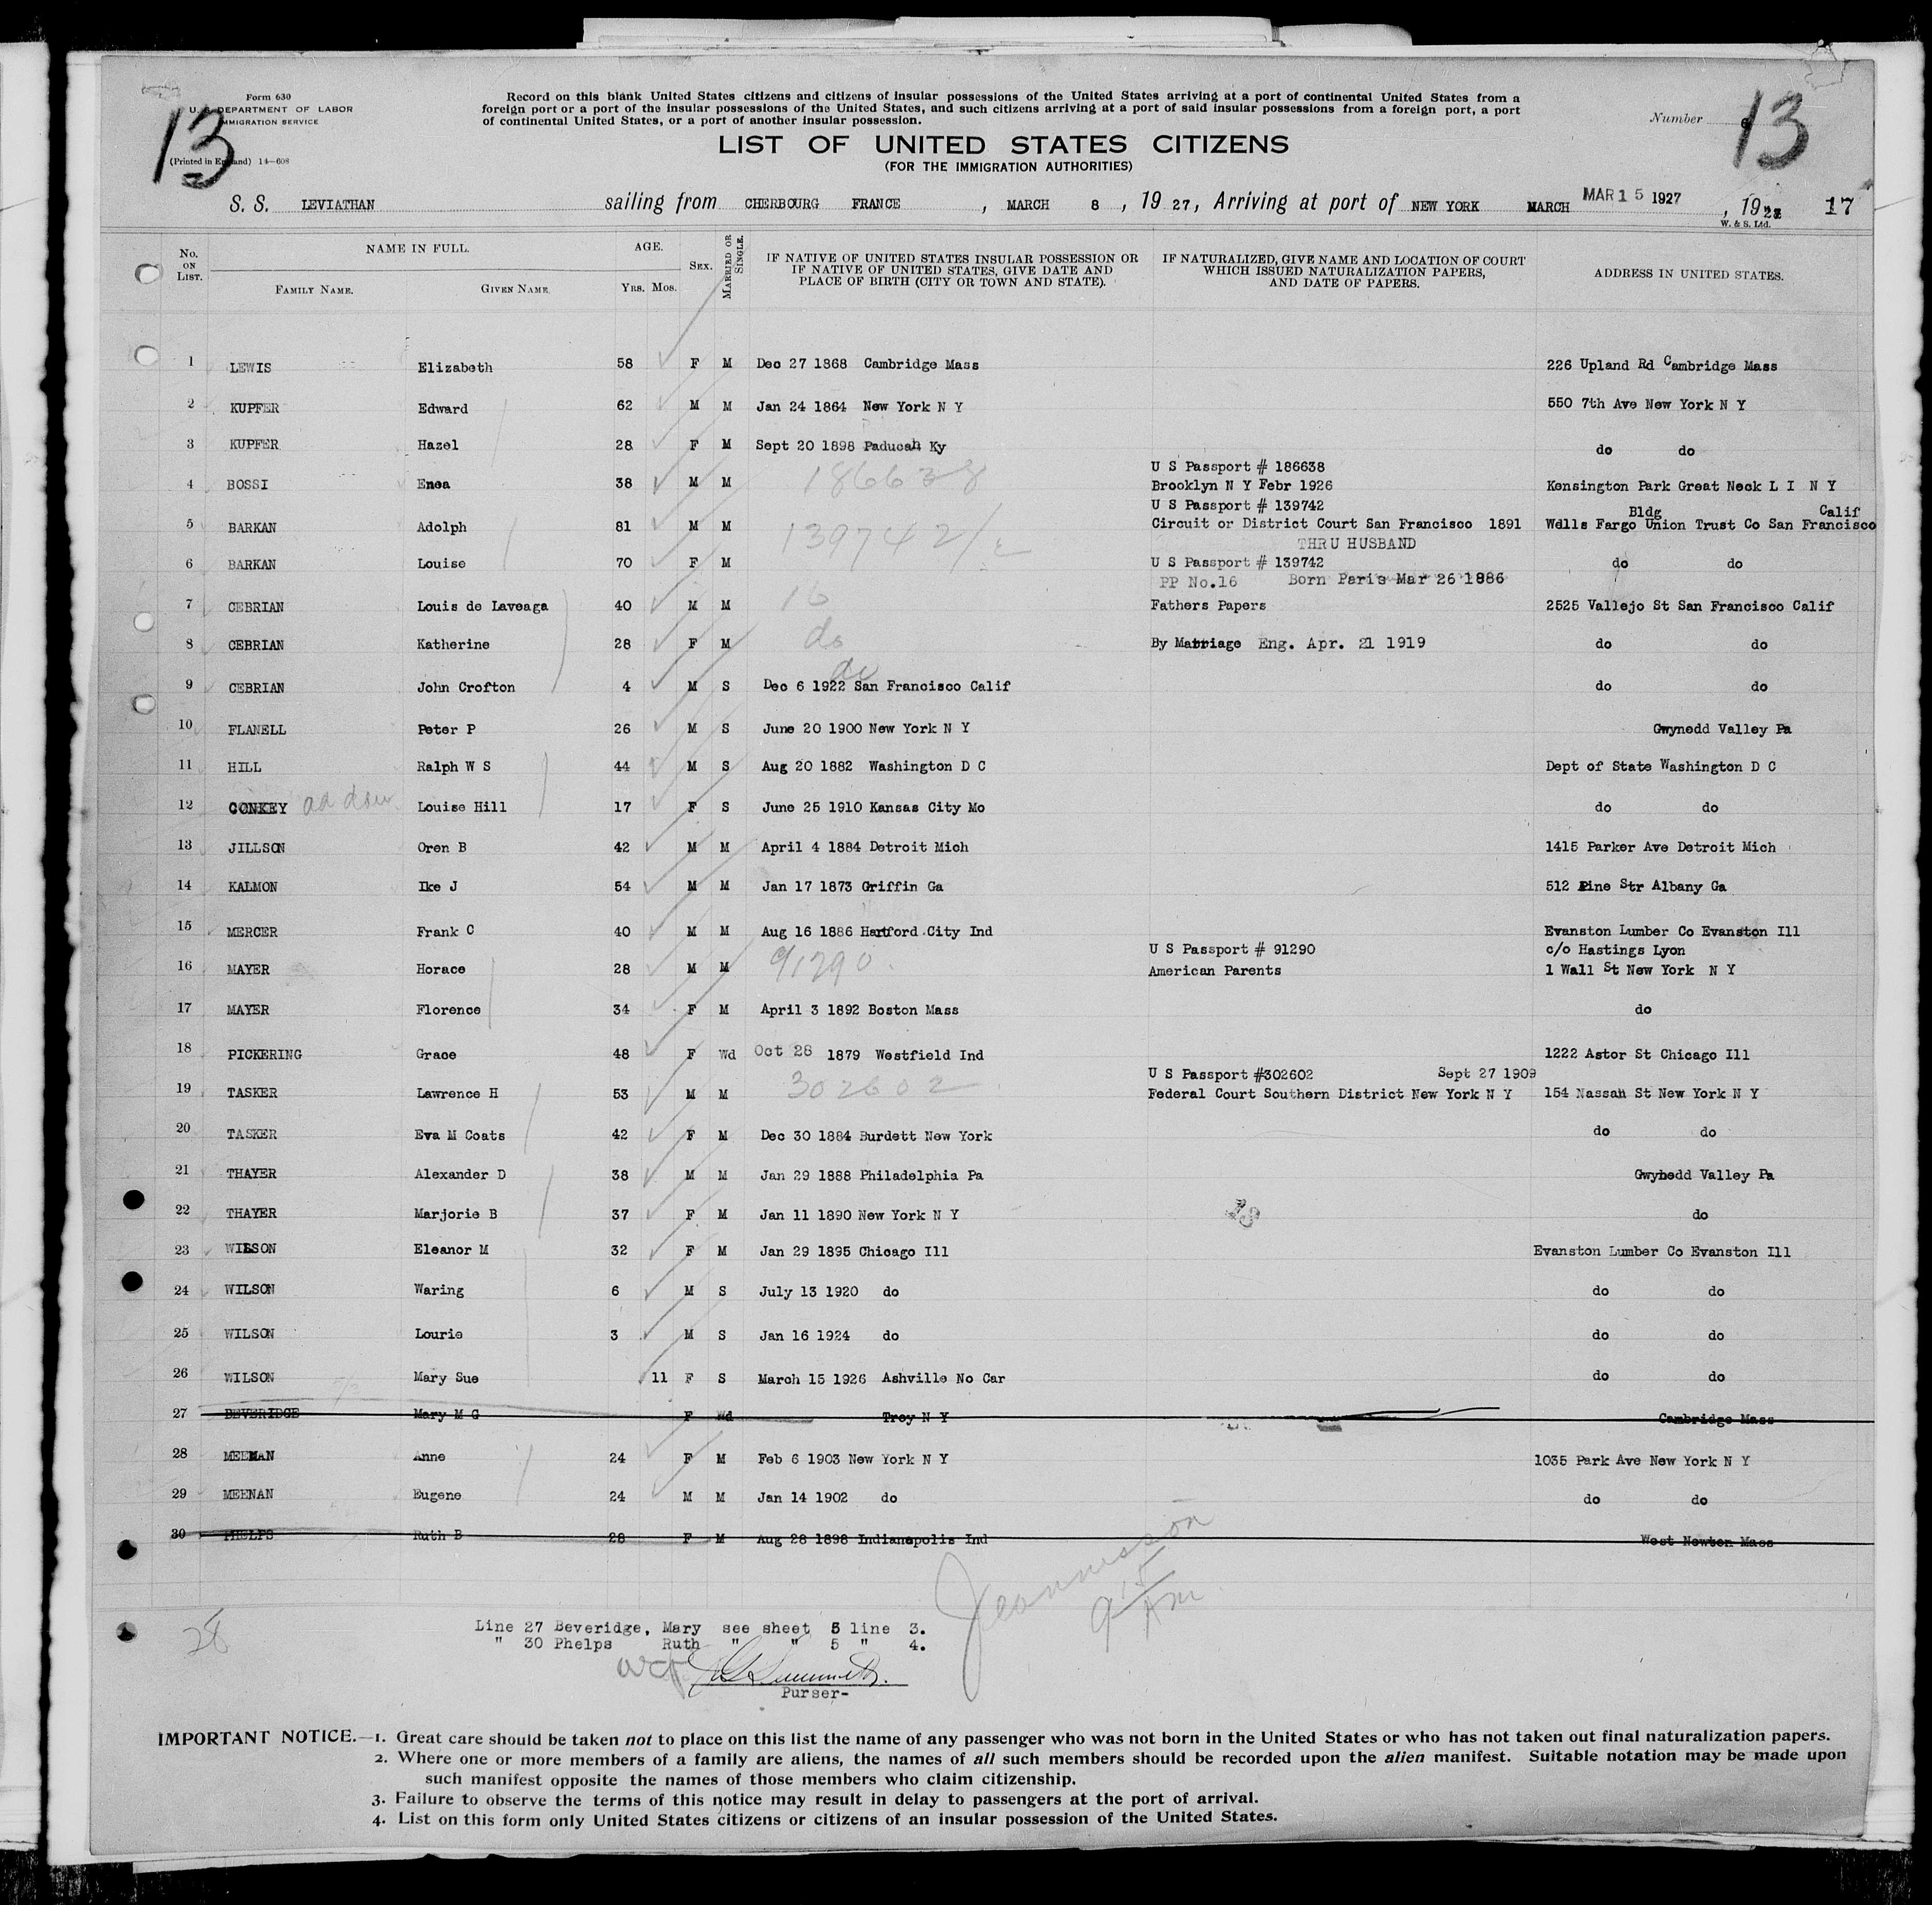 Form 630
U. S. DEPARTMENT OF LABOR
IMMIGRATION SERVICE
(Printed in England) 14—608
13
Record on this blank United States citizens and citizens of insular possessions of the United States arriving at a port of continental United States from a
foreign port or a port of the insular possessions of the United States, and such citizens arriving at a port of said insular possessions from a foreign port, a port
of continental United States, or a port of another insular possession.
Number 13
LIST OF UNITED STATES CITIZENS
(FOR THE IMMIGRATION AUTHORITIES)
S. S. LEVIATHAN sailing from CHERBOURG FRANCE , MARCH 8 , 19 27, Arriving at port of NEW YORK MARCH MAR 15 1927 , 1927 17
W. & S. Ltd.
No. ON LIST. NAME IN FULL. FAMILY NAME. GIVEN NAME. AGE. YRS. MOS. SEX. MARRIED OR SINGLE. IF NATIVE OF UNITED STATES INSULAR POSSESSION OR IF NATIVE OF UNITED STATES, GIVE DATE AND PLACE OF BIRTH (CITY OR TOWN AND STATE). IF NATURALIZED, GIVE NAME AND LOCATION OF COURT WHICH ISSUED NATURALIZATION PAPERS, AND DATE OF PAPERS. ADDRESS IN UNITED STATES.
1 LEWIS Elizabeth 58 F M Dec 27 1868 Cambridge Mass 226 Upland Rd Cambridge Mass
2 KUPFER Edward 62 M M Jan 24 1864 New York N Y 550 7th Ave New York N Y
3 KUPFER Hazel 28 F M Sept 20 1898 Paducah Ky do do
U S Passport # 186638
4 BOSSI Enea 38 M M 186638 Brooklyn N Y Febr 1926 Kensington Park Great Neck L I N Y
U S Passport # 139742 Bldg Calif
5 BARKAN Adolph 81 M M 139742 Circuit or District Court San Francisco 1891 Wells Fargo Union Trust Co San Francisco
THRU HUSBAND
6 BARKAN Louise 70 F M U S Passport # 139742 do do
PP No.16 Born Paris Mar 26 1886
7 CEBRIAN Louis de Laveaga 40 M M 16 Fathers Papers 2525 Vallejo St San Francisco Calif
8 CEBRIAN Katherine 28 F M do By Marriage Eng. Apr. 21 1919 do do
do
9 CEBRIAN John Crofton 4 M S Dec 6 1922 San Francisco Calif do do
10 FLANELL Peter P 26 M S June 20 1900 New York N Y Gwynedd Valley Pa
11 HILL Ralph W S 44 M S Aug 20 1882 Washington D C Dept of State Washington D C
12 CONKEY Louise Hill 17 F S June 25 1910 Kansas City Mo do do
13 JILLSON Oren B 42 M M April 4 1884 Detroit Mich 1415 Parker Ave Detroit Mich
14 KALMON Ike J 54 M M Jan 17 1873 Griffin Ga 512 Pine Str Albany Ga
15 MERCER Frank C 40 M M Aug 16 1886 Hartford City Ind Evanston Lumber Co Evanston Ill
U S Passport # 91290 c/o Hastings Lyon
16 MAYER Horace 28 M M 91290 American Parents 1 Wall St New York N Y
17 MAYER Florence 34 F M April 3 1892 Boston Mass do
18 PICKERING Grace 48 F Wd Oct 28 1879 Westfield Ind 1222 Astor St Chicago Ill
U S Passport #302602 Sept 27 1909
19 TASKER Lawrence H 53 M M 302602 Federal Court Southern District New York N Y 154 Nassah St New York N Y
20 TASKER Eva M Coats 42 F M Dec 30 1884 Burdett New York do do
21 THAYER Alexander D 38 M M Jan 29 1888 Philadelphia Pa Gwynedd Valley Pa
22 THAYER Marjorie B 37 F M Jan 11 1890 New York N Y do
23 WILSON Eleanor M 32 F M Jan 29 1895 Chicago Ill Evanston Lumber Co Evanston Ill
24 WILSON Waring 6 M S July 13 1920 do do do
25 WILSON Lourie 3 M S Jan 16 1924 do do do
26 WILSON Mary Sue 11 F S March 15 1926 Ashville No Car do do
27 BEVERIDGE Mary M G F Wd Troy N Y Cambridge Mass
28 MEENAN Anne 24 F M Feb 6 1903 New York N Y 1035 Park Ave New York N Y
29 MEENAN Eugene 24 M M Jan 14 1902 do do do
30 PHELPS Ruth B 28 F M Aug 28 1898 Indianapolis Ind West Newton Mass
28
9 15 Am
Line 27 Beveridge, Mary see sheet 5 line 3.
" 30 Phelps Ruth " " 5 " 4.
Purser-
IMPORTANT NOTICE.—1. Great care should be taken not to place on this list the name of any passenger who was not born in the United States or who has not taken out final naturalization papers.
2. Where one or more members of a family are aliens, the names of all such members should be recorded upon the alien manifest. Suitable notation may be made upon
such manifest opposite the names of those members who claim citizenship.
3. Failure to observe the terms of this notice may result in delay to passengers at the port of arrival.
4. List on this form only United States citizens or citizens of an insular possession of the United States.